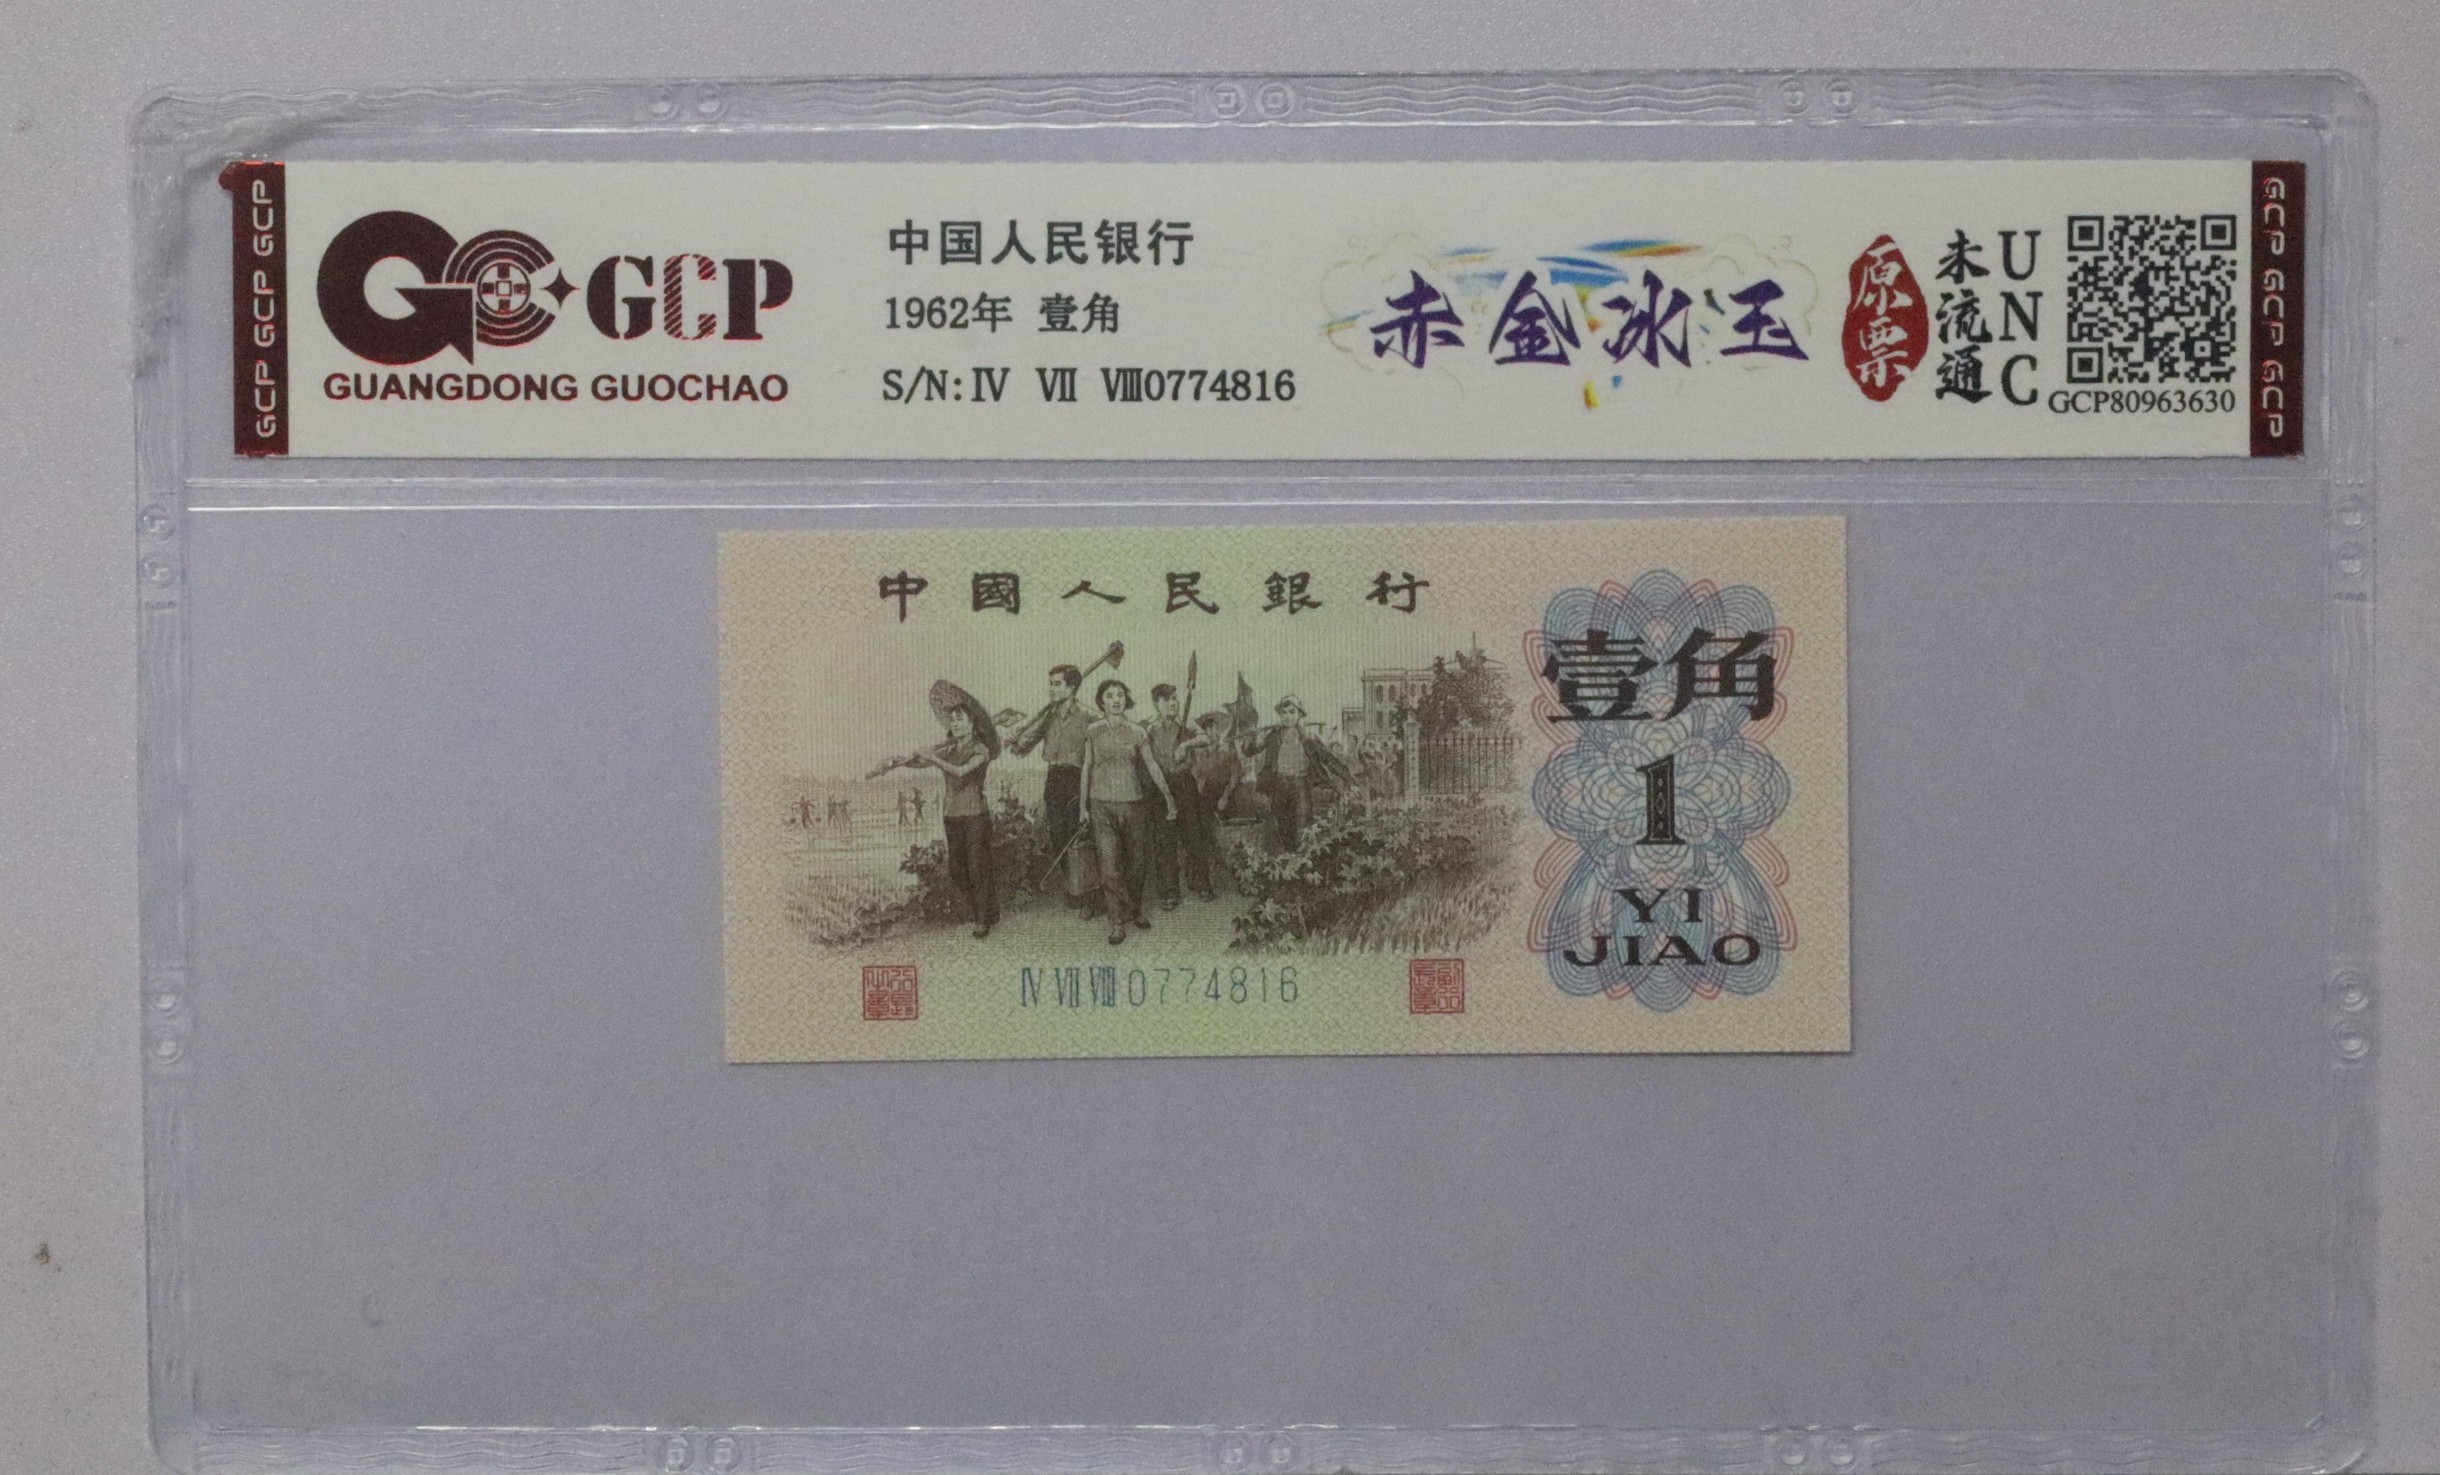 GCP GCP GCP
GCP
GUANGDONG GUOCHAO
中国人民银行
1962年 壹角
S/N:Ⅳ Ⅶ Ⅷ0774816
赤金冰玉
原票
未流通
UNC
GCP80963630
GCP GCP GCP
中國人民銀行
壹角
1
YI
JIAO
Ⅳ Ⅶ Ⅷ 0774816